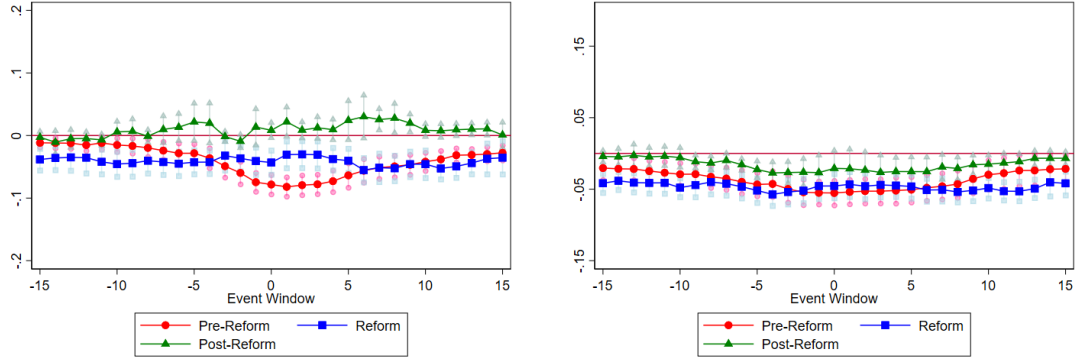 .2
.1
0
-.1
-.2
-15 -10 -5 0 5 10 15
Event Window
Pre-Reform Reform
Post-Reform
.15
.05
-.05
-.15
-15 -10 -5 0 5 10 15
Event Window
Pre-Reform Reform
Post-Reform